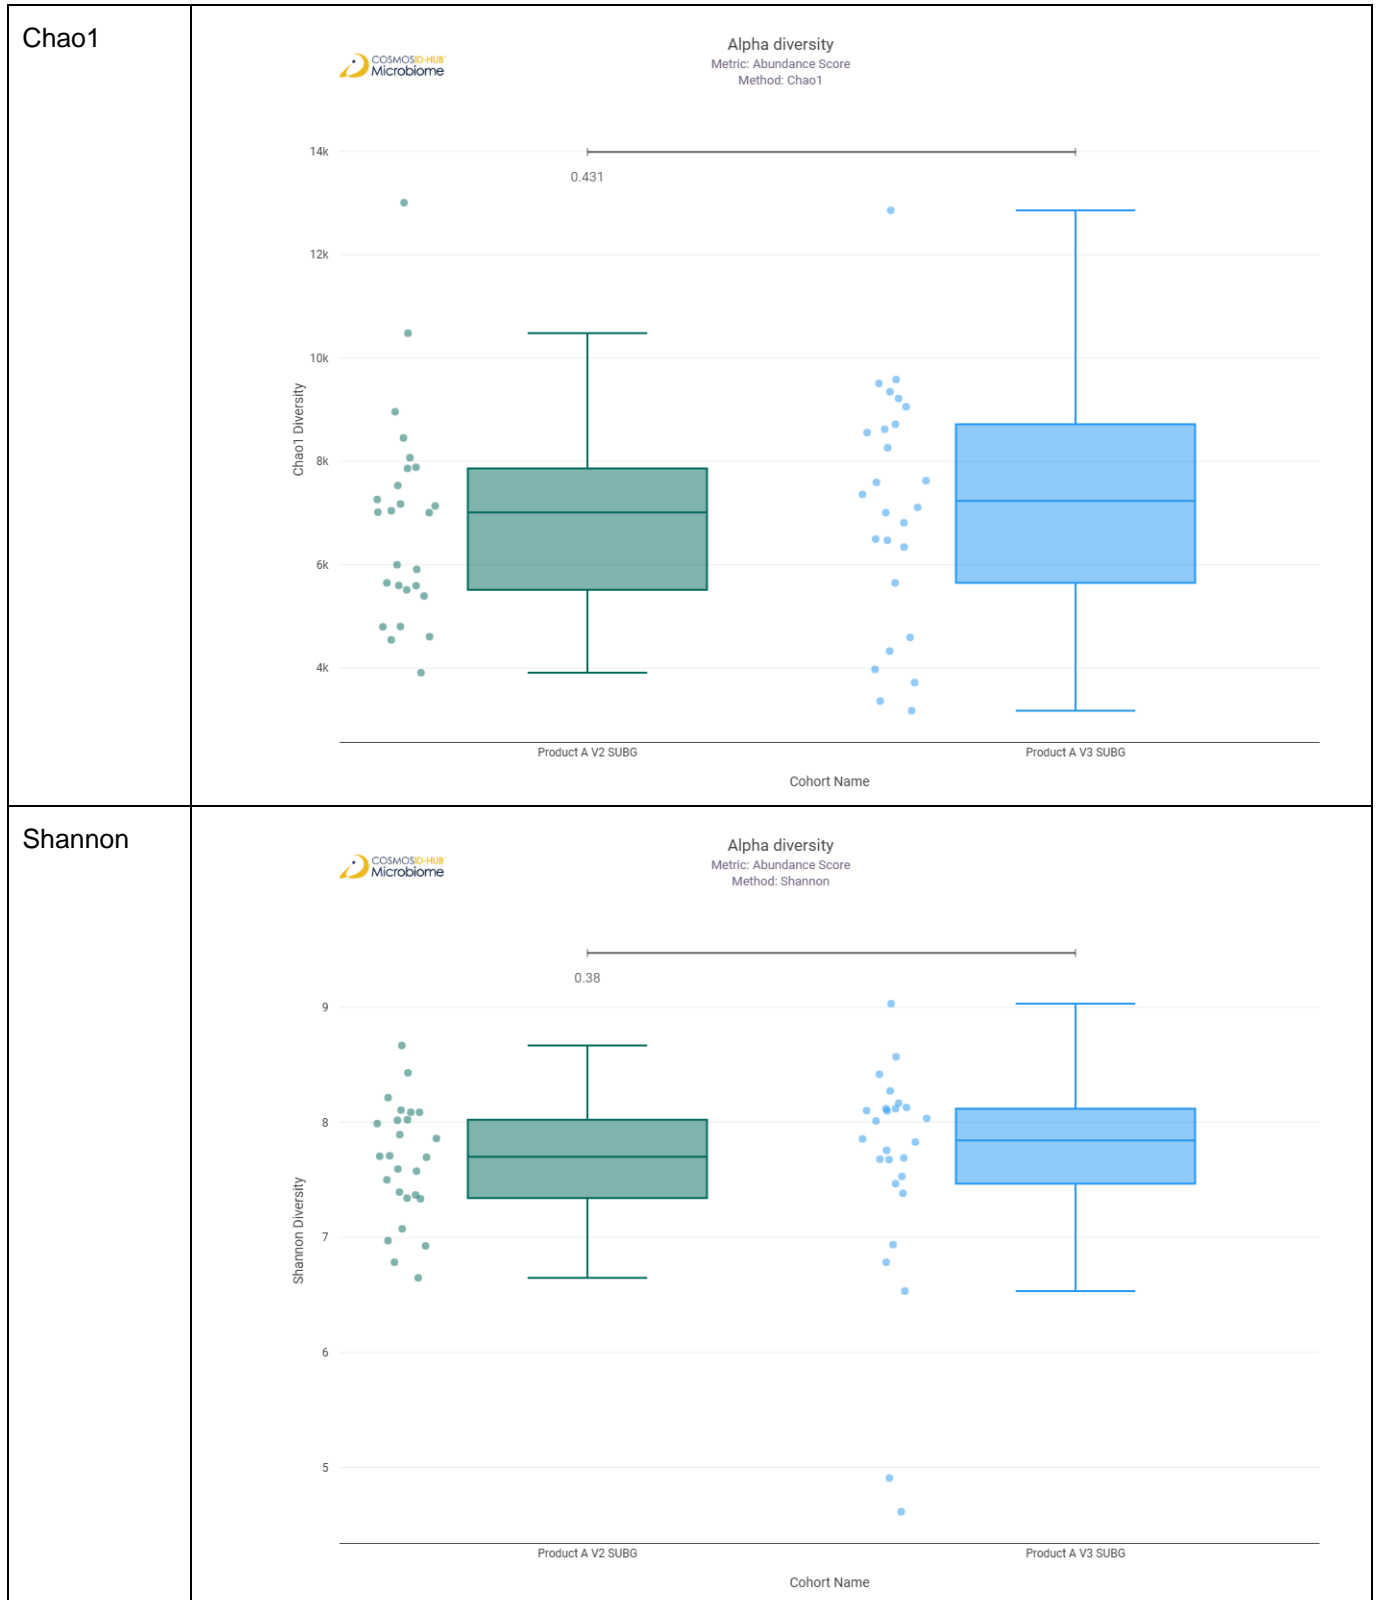 Chao1
COSMOSID-HUB
Microbiome
Alpha diversity
Metric: Abundance Score
Method: Chao1
14k
0.431
12k
10k
8k
6k
4k
Chao1 Diversity
Product A V2 SUBG
Product A V3 SUBG
Cohort Name
Shannon
COSMOSID-HUB
Microbiome
Alpha diversity
Metric: Abundance Score
Method: Shannon
0.38
9
8
7
6
5
Shannon Diversity
Product A V2 SUBG
Product A V3 SUBG
Cohort Name